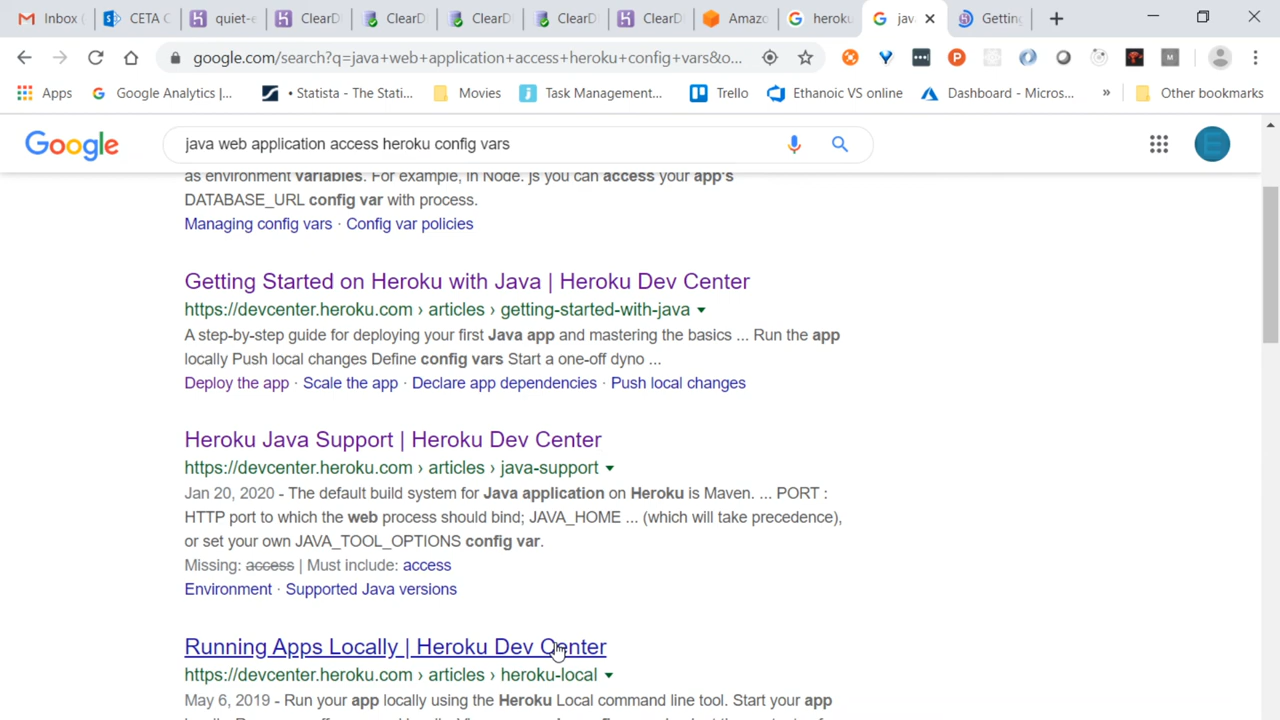 Inbox (
CETA C
quiet-e
ClearD
ClearD
ClearD
ClearD
ClearD
Amazo
heroku
jav
Getting
google.com/search?q=java+web+application+access+heroku+config+vars&o...
Apps
Google Analytics |...
• Statista - The Stati...
Movies
Task Management...
Trello
Ethanoic VS online
Dashboard - Micros...
»
Other bookmarks
Google
java web application access heroku config vars
E
as environment variables. For example, in Node. js you can access your app's
DATABASE_URL config var with process.
Managing config vars · Config var policies
Getting Started on Heroku with Java | Heroku Dev Center
https://devcenter.heroku.com › articles › getting-started-with-java
A step-by-step guide for deploying your first Java app and mastering the basics ... Run the app
locally Push local changes Define config vars Start a one-off dyno ...
Deploy the app · Scale the app · Declare app dependencies · Push local changes
Heroku Java Support | Heroku Dev Center
https://devcenter.heroku.com › articles › java-support
Jan 20, 2020 - The default build system for Java application on Heroku is Maven. ... PORT :
HTTP port to which the web process should bind; JAVA_HOME ... (which will take precedence),
or set your own JAVA_TOOL_OPTIONS config var.
Missing: access | Must include: access
Environment · Supported Java versions
Running Apps Locally | Heroku Dev Center
https://devcenter.heroku.com › articles › heroku-local
May 6, 2019 - Run your app locally using the Heroku Local command line tool. Start your app